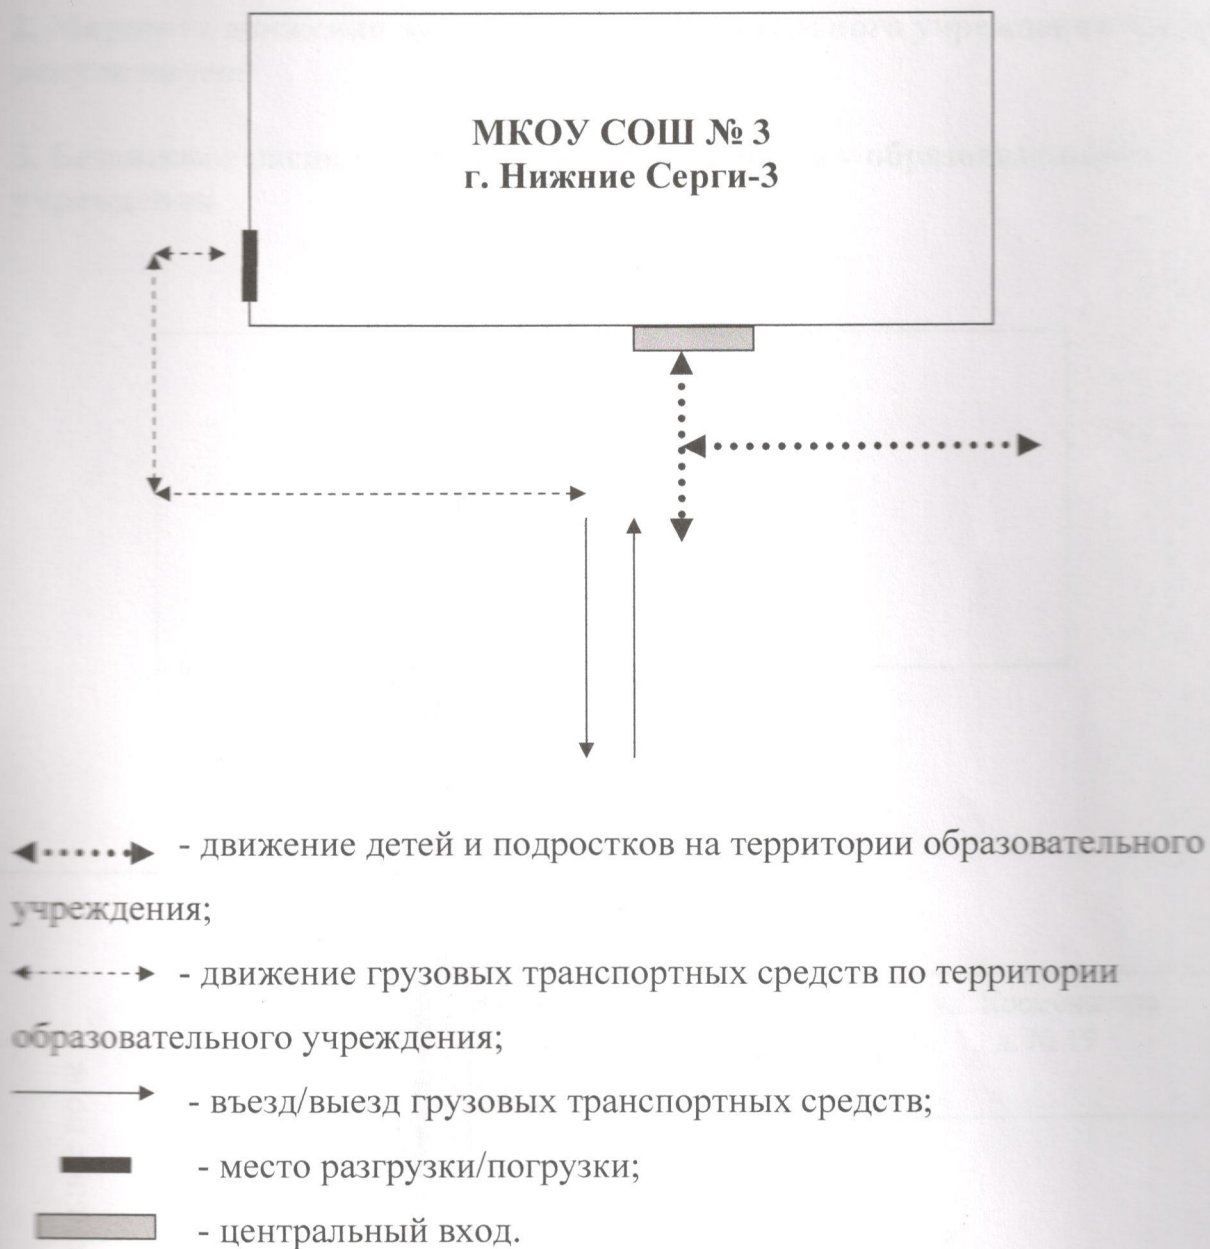 МКОУ СОШ № 3
г. Нижние Серги-3
- движение детей и подростков на территории образовательного
учреждения;
- движение грузовых транспортных средств по территории
образовательного учреждения;
- въезд/выезд грузовых транспортных средств;
- место разгрузки/погрузки;
- центральный вход.